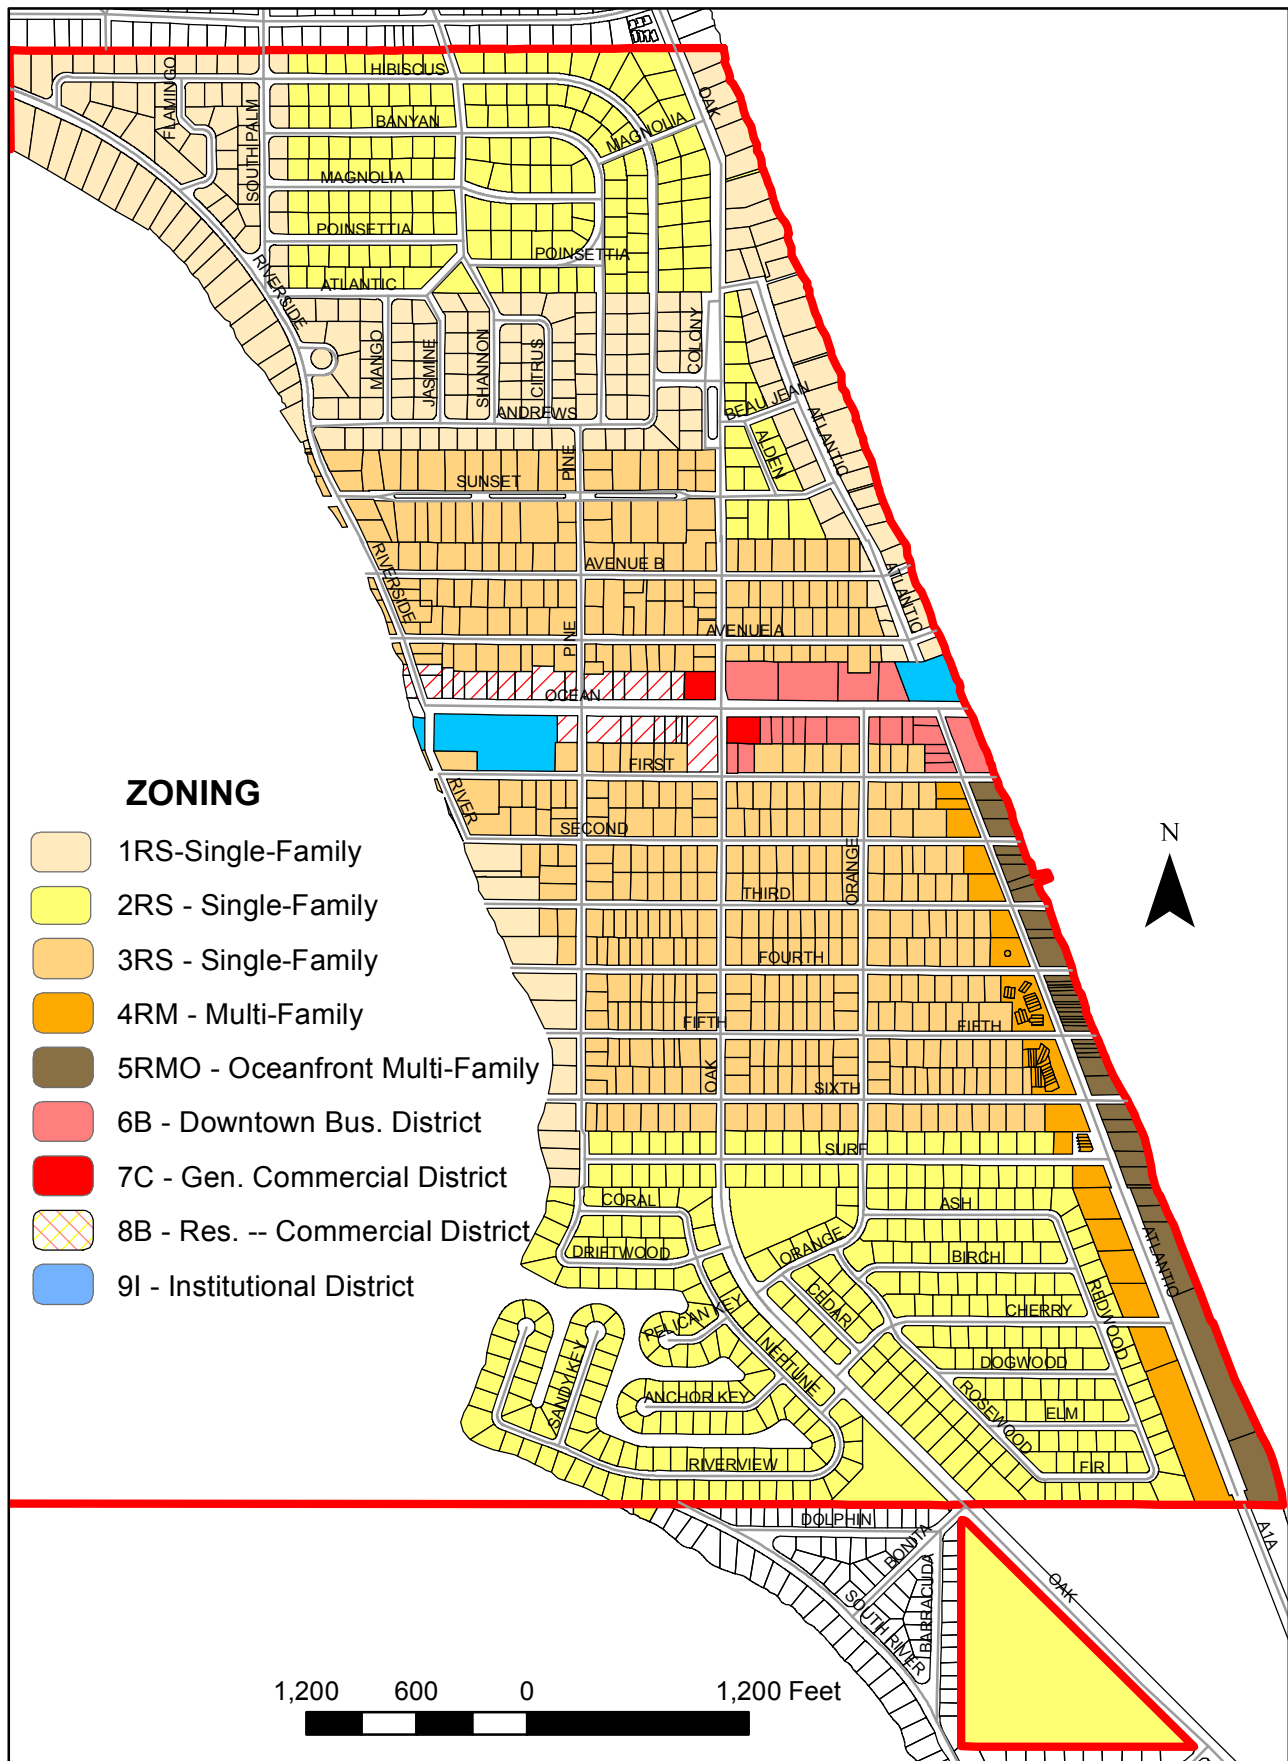 ELM
HIBISCUS
FLAMINGO
OAK
SOUTH PALM
BANYAN
MAGNOLIA
MAGNOLIA
POINSETTIA
POINSETTIA
RIVERSIDE
ATLANTIC
MANGO
JASMINE
SHANNON
CITRUS
COLONY
ANDREWS
BEAU JEAN
ATLANTIC
ALDEN
PINE
SUNSET
RIVERSIDE
AVENUE B
ATLANTIC
PINE
AVENUE A
OCEAN
FIRST
RIVER
SECOND
ORANGE
THIRD
FOURTH
FIFTH
FIFTH
OAK
SIXTH
SURF
CORAL
ASH
DRIFTWOOD
ORANGE
BIRCH
ATLANTIC
CEDAR
REDWOOD
CHERRY
PELICAN KEY
NEPTUNE
DOGWOOD
SANDY KEY
ANCHOR KEY
ROSEWOOD
ELM
RIVERVIEW
FIR
DOLPHIN
BONITA
A1A
OAK
BARRACUDA
SOUTH RIVER
ZONING
1RS-Single-Family
2RS - Single-Family
3RS - Single-Family
4RM - Multi-Family
5RMO - Oceanfront Multi-Family
6B - Downtown Bus. District
7C - Gen. Commercial District
8B - Res. -- Commercial District
9I - Institutional District
N
1,200 600 0 1,200 Feet